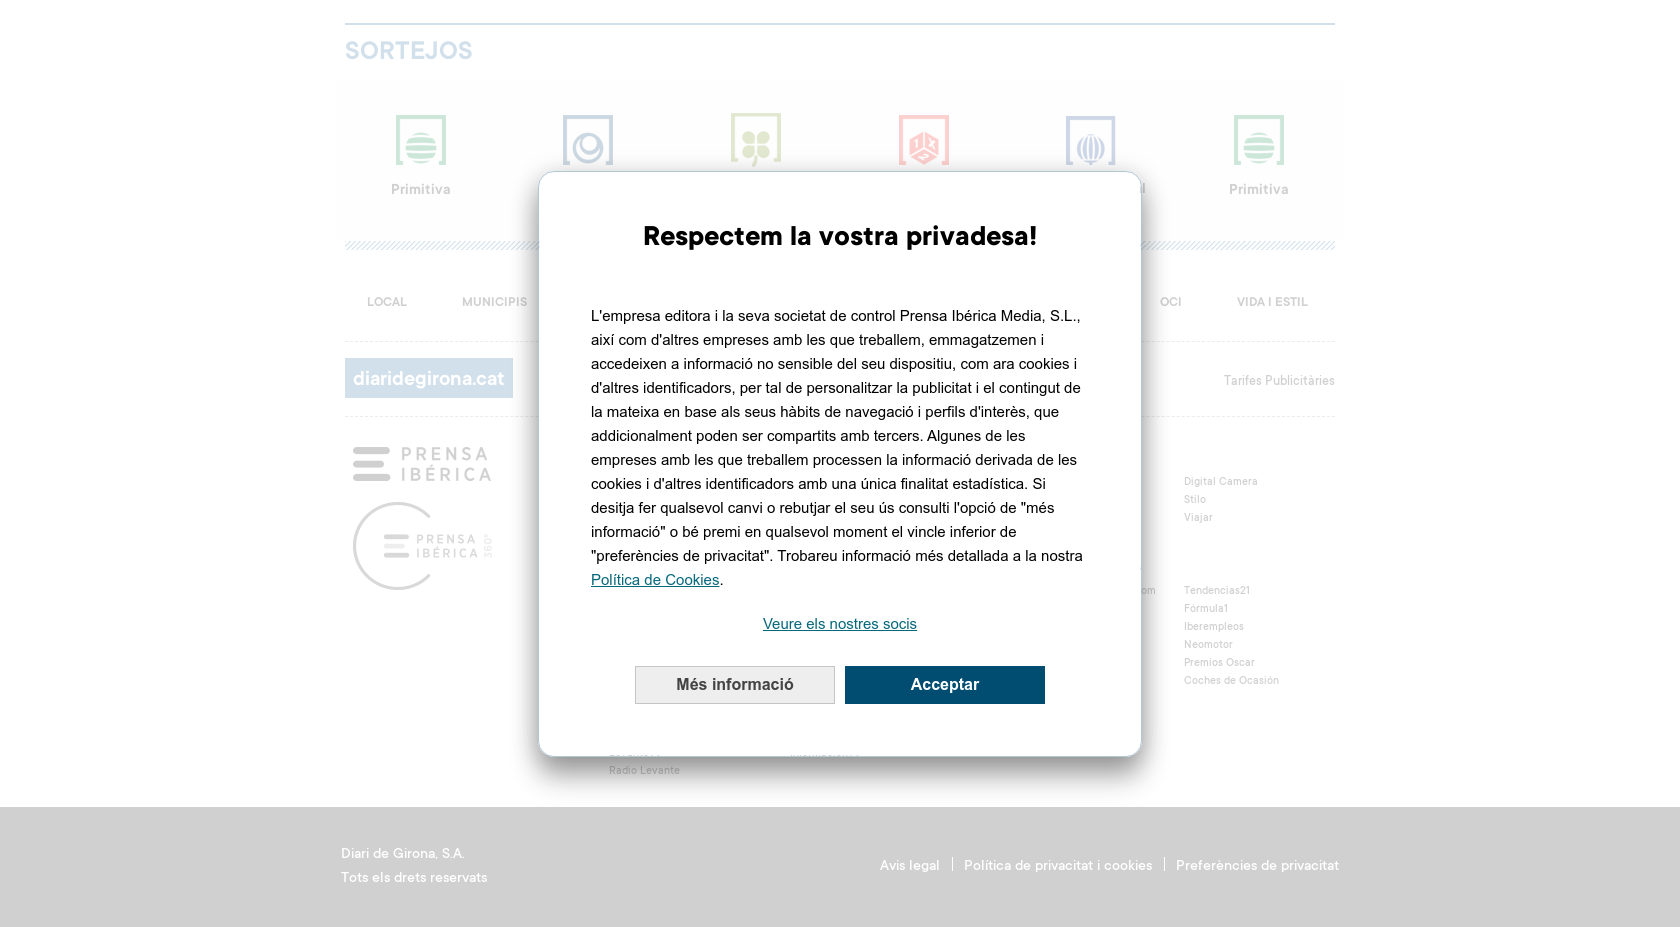 SORTEJOS
Primitiva
Primitiva
Respectem la vostra privadesa!
LOCAL
MUNICIPIS
OCI
VIDA I ESTIL
L'empresa editora i la seva societat de control Prensa Ibérica Media, S.L.,
així com d'altres empreses amb les que treballem, emmagatzemen i
accedeixen a informació no sensible del seu dispositiu, com ara cookies i
d'altres identificadors, per tal de personalitzar la publicitat i el contingut de
la mateixa en base als seus hàbits de navegació i perfils d'interès, que
addicionalment poden ser compartits amb tercers. Algunes de les
empreses amb les que treballem processen la informació derivada de les
cookies i d'altres identificadors amb una única finalitat estadística. Si
desitja fer qualsevol canvi o rebutjar el seu ús consulti l'opció de "més
informació" o bé premi en qualsevol moment el vincle inferior de
"preferències de privacitat". Trobareu informació més detallada a la nostra
Política de Cookies.
Veure els nostres socis
Més informació
Acceptar
diaridegirona.cat
Tarifes Publicitàries
PRENSA
IBÉRICA
PRENSA
IBÉRICA
360º
Digital Camera
Stilo
Viajar
om
Tendencias21
Fórmula1
Iberempleos
Neomotor
Premios Oscar
Coches de Ocasión
Radio Levante
Diari de Girona, S.A.
Tots els drets reservats
Avis legal
Política de privacitat i cookies
Preferències de privacitat